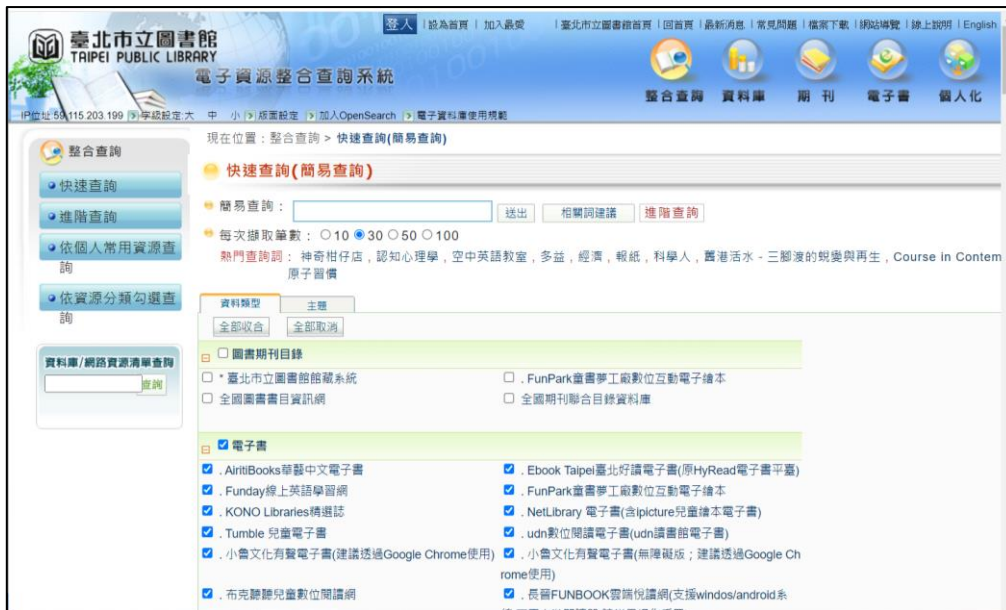 登入 | 設為首頁 | 加入最愛 | 臺北市立圖書館首頁 | 回首頁 | 最新消息 | 常見問題 | 檔案下載 | 網站導覽 | 線上說明 | English
臺北市立圖書館
TAIPEI PUBLIC LIBRARY
電子資源整合查詢系統
整合查詢 資料庫 期刊 電子書 個人化
IP位址:59.115.203.199 字級設定:大 中 小 版面設定 加入OpenSearch 電子資料庫使用規範
現在位置：整合查詢 > 快速查詢(簡易查詢)
整合查詢
快速查詢
進階查詢
依個人常用資源查
詢
依資源分類勾選查
詢
資料庫/網路資源清單查詢
查詢
快速查詢(簡易查詢)
簡易查詢： 送出 相關詞建議 進階查詢
每次擷取筆數： 10 30 50 100
熱門查詢詞： 神奇柑仔店 , 認知心理學 , 空中英語教室 , 多益 , 經濟 , 報紙 , 科學人 , 舊港活水 - 三腳渡的蛻變與再生 , Course in Contem
原子習慣
資料類型 主題
全部收合 全部取消
圖書期刊目錄
* 臺北市立圖書館館藏系統 . FunPark童書夢工廠數位互動電子繪本
全國圖書書目資訊網 全國期刊聯合目錄資料庫
電子書
. AiritiBooks華藝中文電子書 . Ebook Taipei臺北好讀電子書(原HyRead電子書平臺)
. Funday線上英語學習網 . FunPark童書夢工廠數位互動電子繪本
. KONO Libraries精選誌 . NetLibrary 電子書(含ipicture兒童繪本電子書)
. Tumble 兒童電子書 . udn數位閱讀電子書(udn讀書館電子書)
. 小魯文化有聲電子書(建議透過Google Chrome使用) . 小魯文化有聲電子書(無障礙版；建議透過Google Ch
rome使用)
. 布克聽聽兒童數位閱讀網 . 長晉FUNBOOK雲端悅讀網(支援windos/android系